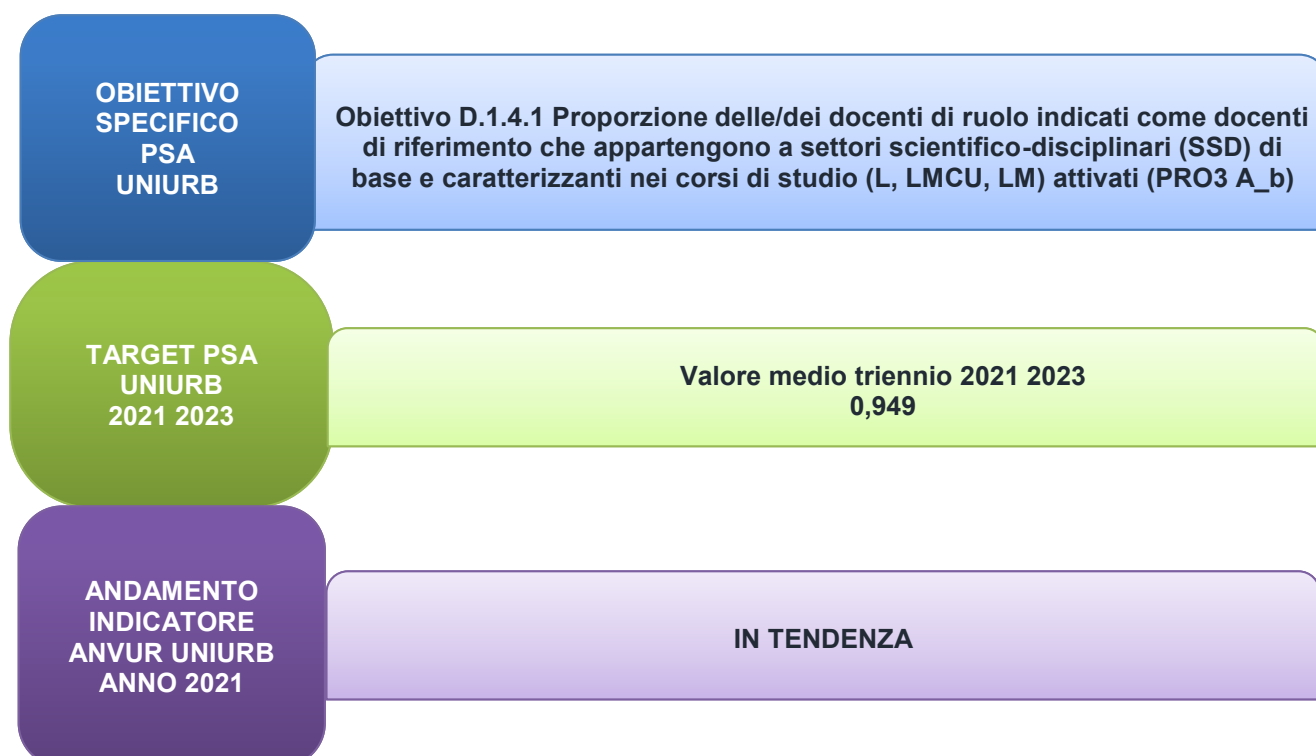 OBIETTIVO
SPECIFICO
PSA
UNIURB
Obiettivo D.1.4.1 Proporzione delle/dei docenti di ruolo indicati come docenti
di riferimento che appartengono a settori scientifico-disciplinari (SSD) di
base e caratterizzanti nei corsi di studio (L, LMCU, LM) attivati (PRO3 A_b)
TARGET PSA
UNIURB
2021 2023
Valore medio triennio 2021 2023
0,949
ANDAMENTO
INDICATORE
ANVUR UNIURB
ANNO 2021
IN TENDENZA